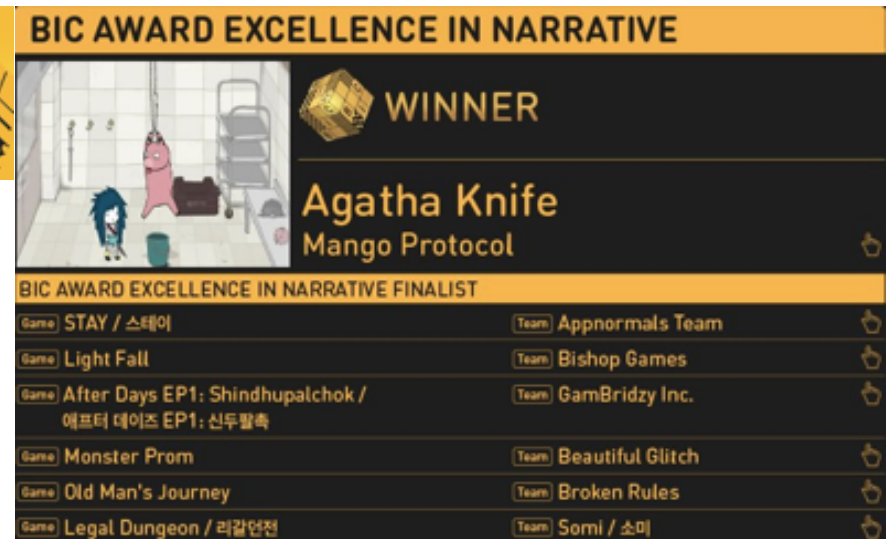 BIC AWARD EXCELLENCE IN NARRATIVE
WINNER
Agatha Knife
Mango Protocol
BIC AWARD EXCELLENCE IN NARRATIVE FINALIST
Game STAY / 스테이 Team Appnormals Team
Game Light Fall Team Bishop Games
Game After Days EP1: Shindhupalchok / Team GamBridzy Inc.
애프터 데이즈 EP1: 신두팔촉
Game Monster Prom Team Beautiful Glitch
Game Old Man's Journey Team Broken Rules
Game Legal Dungeon / 리갈던전 Team Somi / 소미